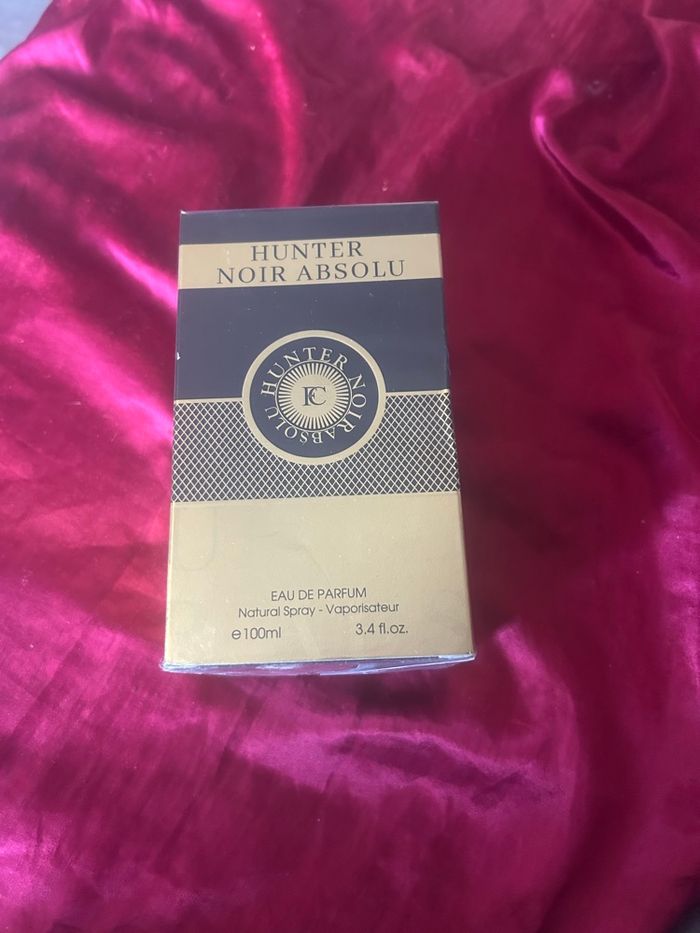 HUNTER
NOIR ABSOLU
HUNTER NOIR ABSOLU
FC
EAU DE PARFUM
Natural Spray - Vaporisateur
e100ml 3.4 fl.oz.